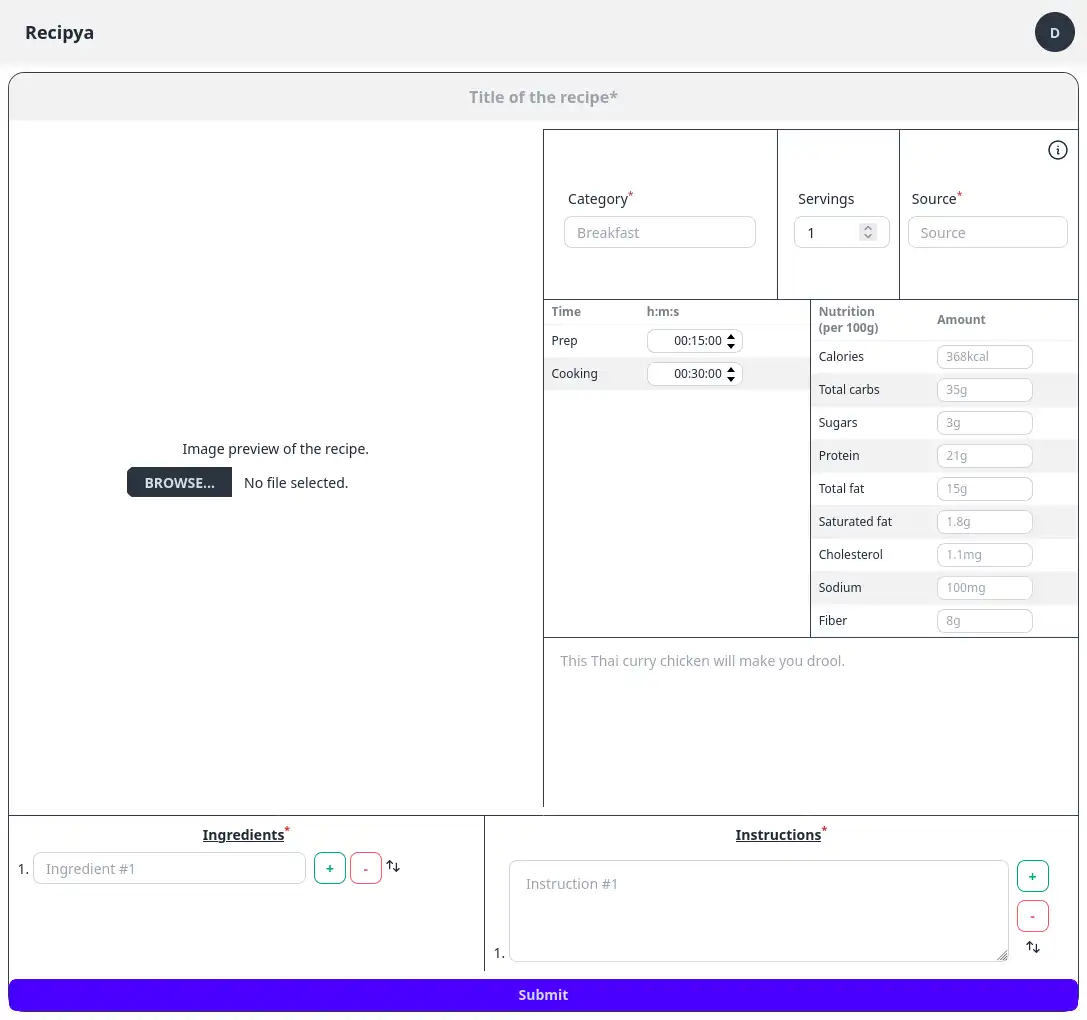 Recipya
D
Title of the recipe*
Category*
Servings
Source*
Breakfast
1
Source
Time h:m:s
Prep 00:15:00
Cooking 00:30:00
Nutrition
(per 100g) Amount
Calories 368kcal
Total carbs 35g
Sugars 3g
Protein 21g
Total fat 15g
Saturated fat 1.8g
Cholesterol 1.1mg
Sodium 100mg
Fiber 8g
Image preview of the recipe.
BROWSE... No file selected.
This Thai curry chicken will make you drool.
Ingredients*
1. Ingredient #1 + -
Instructions*
Instruction #1
1.
+
-
Submit